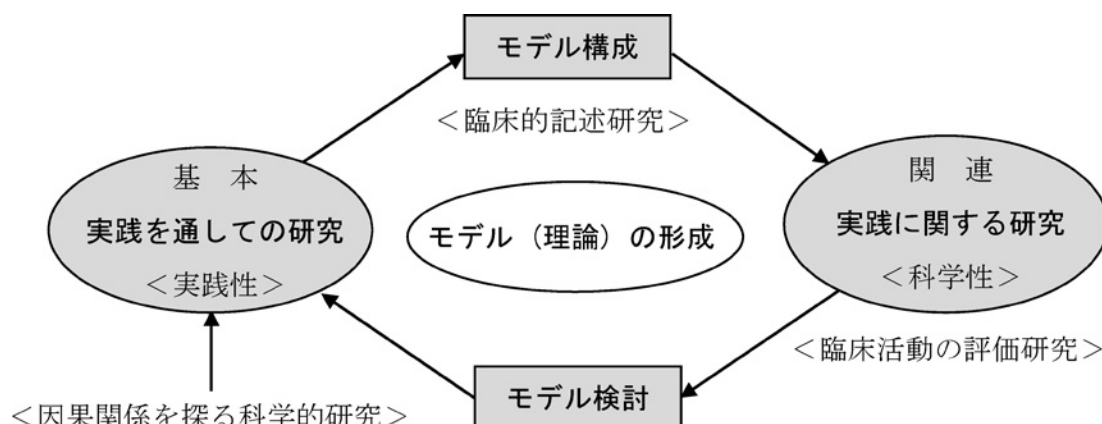 モデル構成
<臨床的記述研究>
基 本
実践を通しての研究
<実践性>
モデル(理論)の形成
関 連
実践に関する研究
<科学性>
<臨床活動の評価研究>
モデル検討
<因果関係を探る科学的研究>